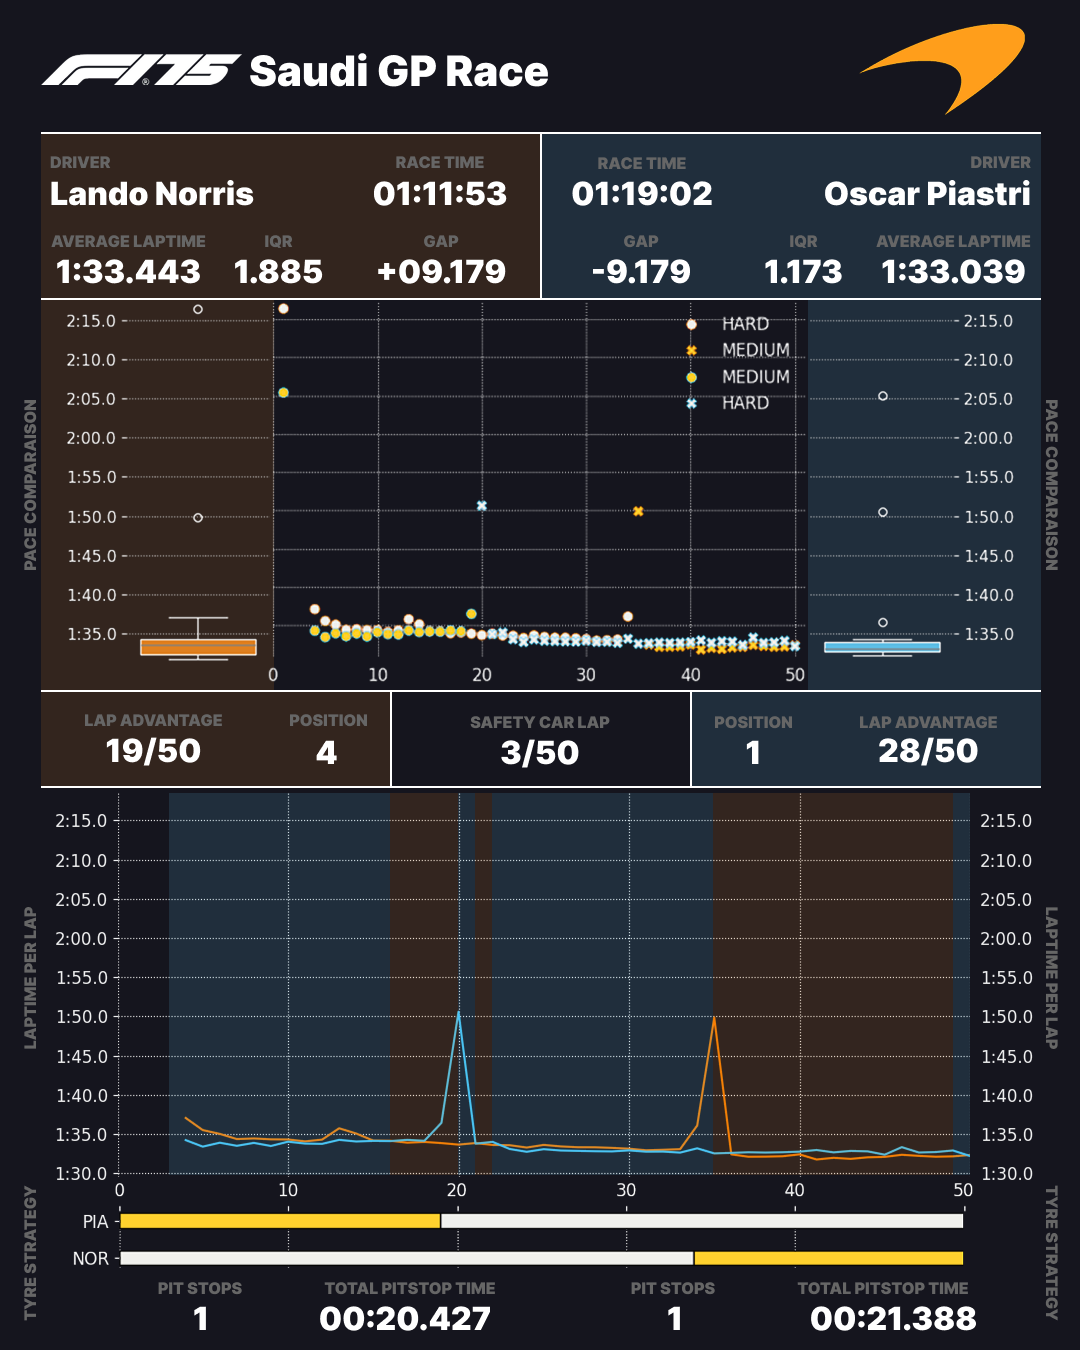 F1 75 ® Saudi GP Race
DRIVER RACE TIME RACE TIME DRIVER
Lando Norris 01:11:53 01:19:02 Oscar Piastri
AVERAGE LAPTIME IQR GAP GAP IQR AVERAGE LAPTIME
1:33.443 1.885 +09.179 -9.179 1.173 1:33.039
PACE COMPARAISON
2:15.0
2:10.0
2:05.0
2:00.0
1:55.0
1:50.0
1:45.0
1:40.0
1:35.0
HARD
MEDIUM
MEDIUM
HARD
0 10 20 30 40 50
2:15.0
2:10.0
2:05.0
2:00.0
1:55.0
1:50.0
1:45.0
1:40.0
1:35.0
PACE COMPARAISON
LAP ADVANTAGE POSITION SAFETY CAR LAP POSITION LAP ADVANTAGE
19/50 4 3/50 1 28/50
LAPTIME PER LAP
2:15.0
2:10.0
2:05.0
2:00.0
1:55.0
1:50.0
1:45.0
1:40.0
1:35.0
1:30.0
2:15.0
2:10.0
2:05.0
2:00.0
1:55.0
1:50.0
1:45.0
1:40.0
1:35.0
1:30.0
LAPTIME PER LAP
0 10 20 30 40 50
TYRE STRATEGY
PIA
NOR
TYRE STRATEGY
PIT STOPS TOTAL PITSTOP TIME PIT STOPS TOTAL PITSTOP TIME
1 00:20.427 1 00:21.388